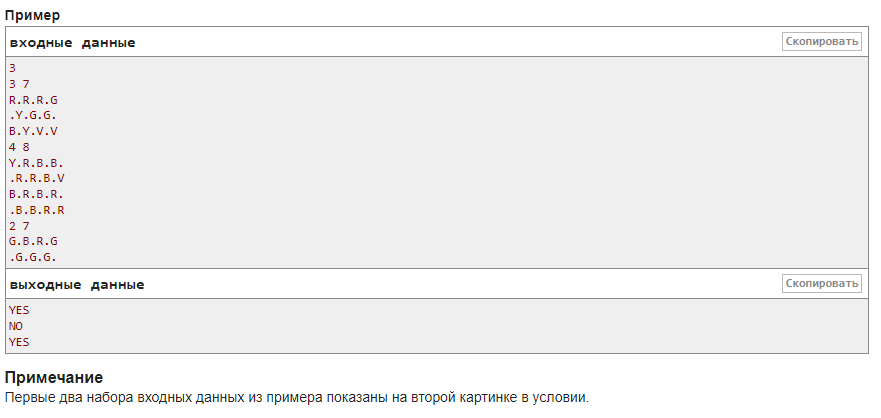 Пример
входные данные
Скопировать
3
3 7
R.R.R.G
.Y.G.G.
B.Y.V.V
4 8
Y.R.B.B.
.R.R.B.V
B.R.B.R.
.B.B.R.R
2 7
G.B.R.G
.G.G.G.
выходные данные
Скопировать
YES
NO
YES
Примечание
Первые два набора входных данных из примера показаны на второй картинке в условии.